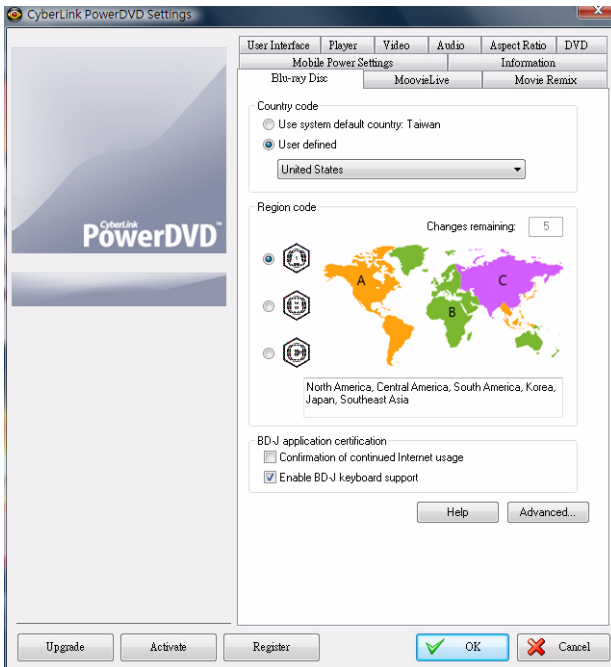 CyberLink PowerDVD Settings
CyberLink
PowerDVD™
User Interface Player Video Audio Aspect Ratio DVD
Mobile Power Settings Information
Blu-ray Disc MoovieLive Movie Remix
Country code
Use system default country: Taiwan
User defined
United States
Region code
Changes remaining: 5
A
B
C
North America, Central America, South America, Korea,
Japan, Southeast Asia
BD-J application certification
Confirmation of continued Internet usage
Enable BD-J keyboard support
Help Advanced...
Upgrade Activate Register OK Cancel